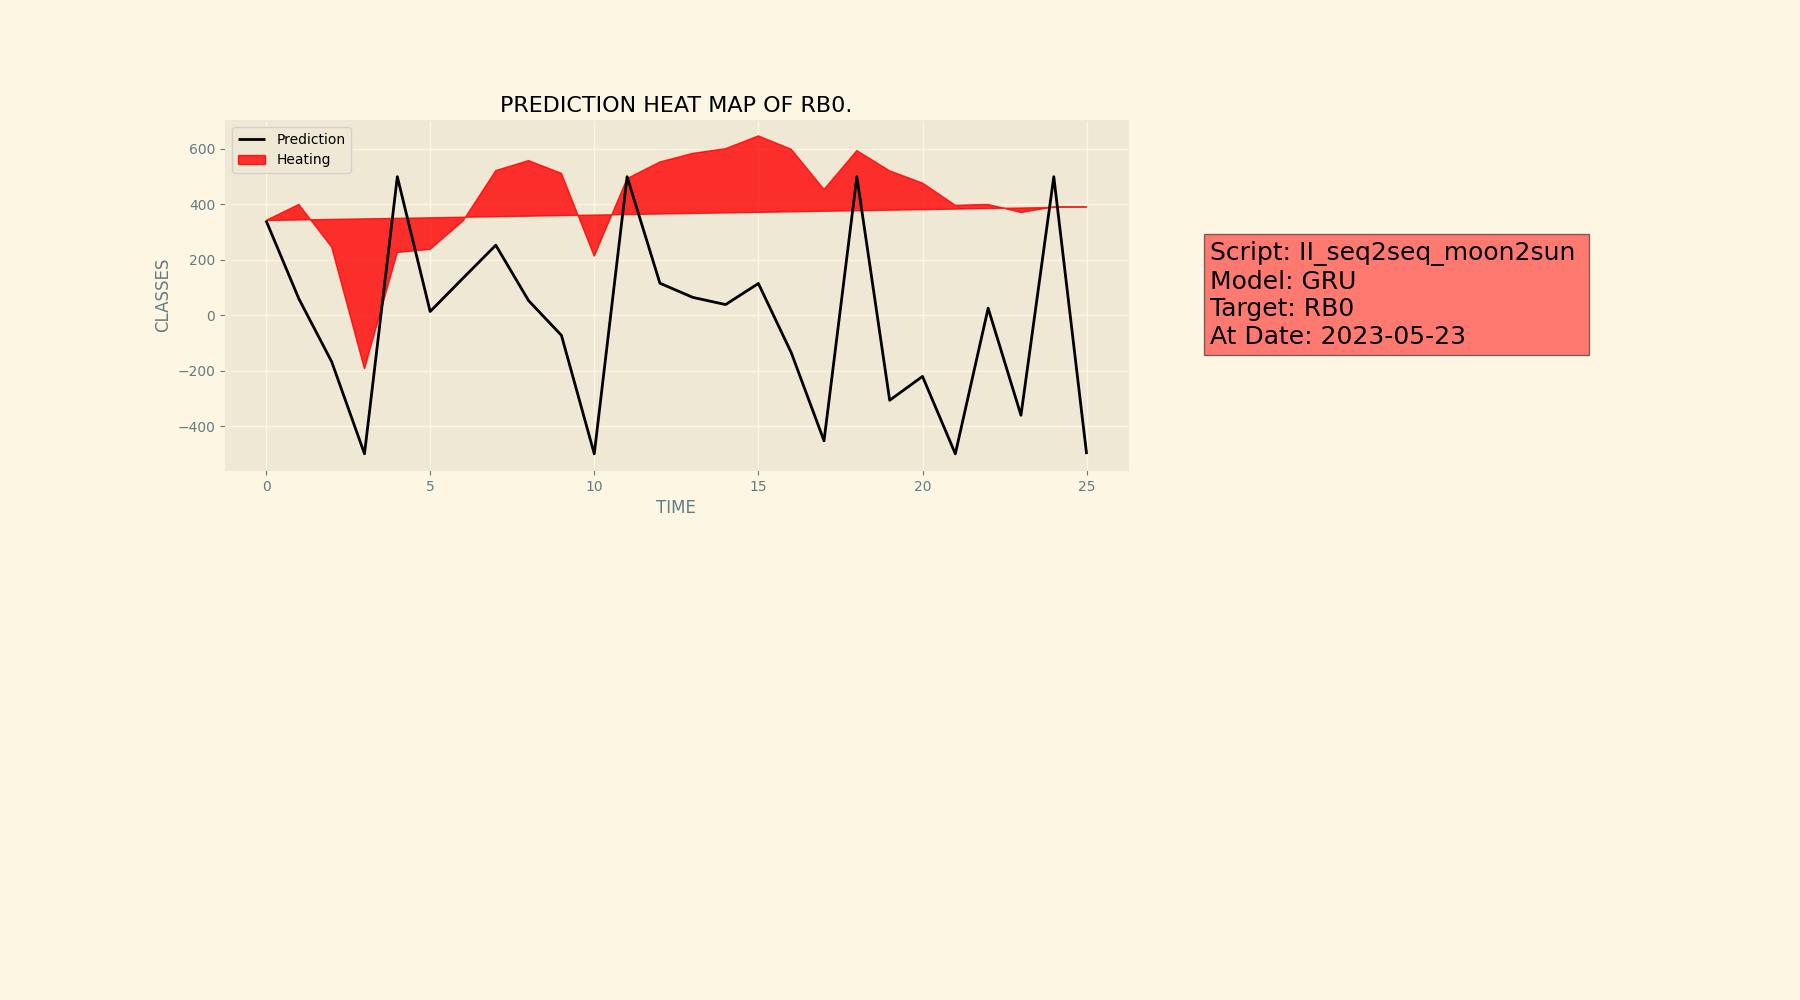 PREDICTION HEAT MAP OF RB0.
Prediction
Heating
600
400
200
0
−200
−400
CLASSES
0 5 10 15 20 25
TIME
Script: II_seq2seq_moon2sun
Model: GRU
Target: RB0
At Date: 2023-05-23